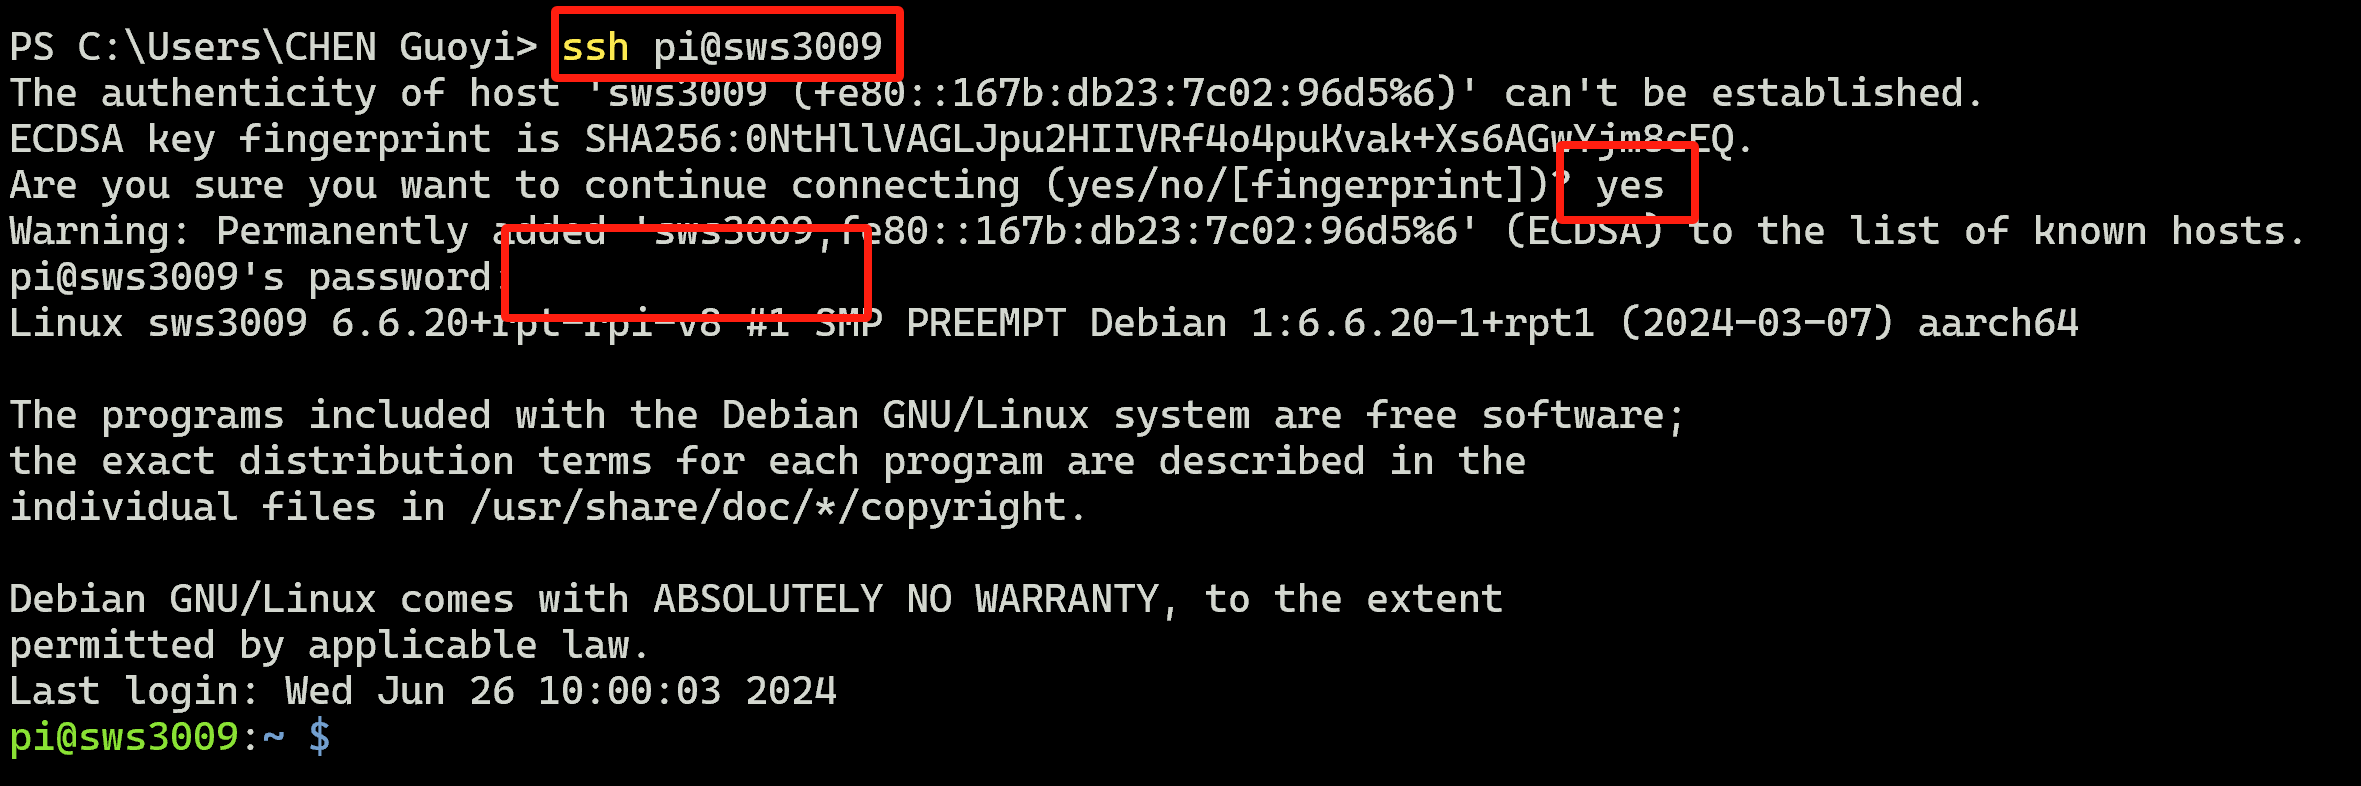 PS C:\Users\CHEN Guoyi> ssh pi@sws3009
The authenticity of host 'sws3009 (fe80::167b:db23:7c02:96d5%6)' can't be established.
ECDSA key fingerprint is SHA256:0NtHllVAGLJpu2HIIVRf4o4puKvak+Xs6AGwYjm8cEQ.
Are you sure you want to continue connecting (yes/no/[fingerprint])? yes
Warning: Permanently added 'sws3009,fe80::167b:db23:7c02:96d5%6' (ECDSA) to the list of known hosts.
pi@sws3009's password:
Linux sws3009 6.6.20+rpt-rpi-v8 #1 SMP PREEMPT Debian 1:6.6.20-1+rpt1 (2024-03-07) aarch64
The programs included with the Debian GNU/Linux system are free software;
the exact distribution terms for each program are described in the
individual files in /usr/share/doc/*/copyright.
Debian GNU/Linux comes with ABSOLUTELY NO WARRANTY, to the extent
permitted by applicable law.
Last login: Wed Jun 26 10:00:03 2024
pi@sws3009:~ $